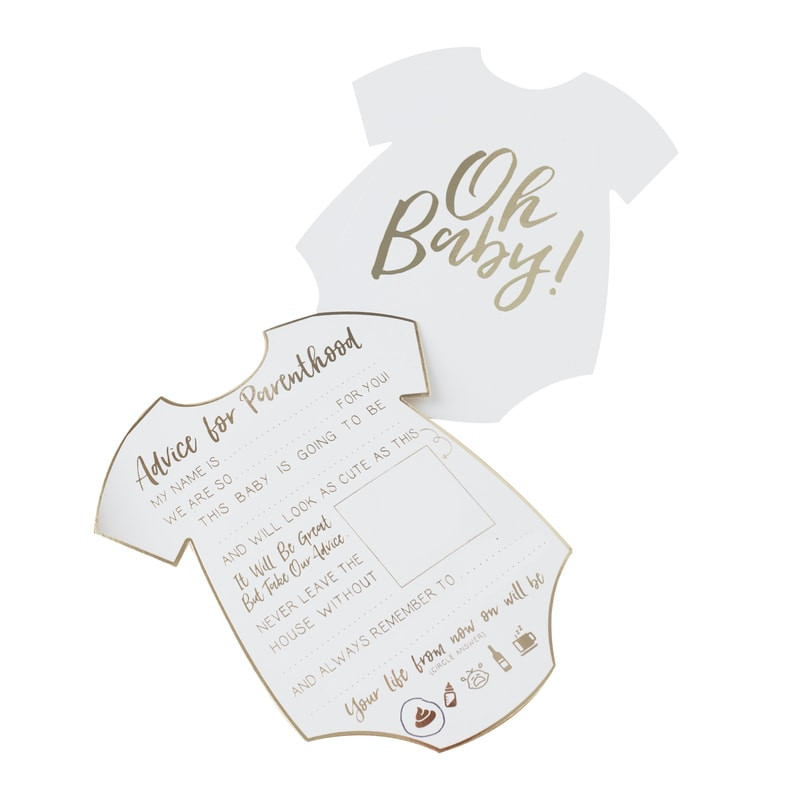 Oh
Baby!
Advice for Parenthood
MY NAME IS
WE ARE SO FOR YOU!
THIS BABY IS GOING TO BE
AND WILL LOOK AS CUTE AS THIS
It Will Be Great
But Take Our Advice
NEVER LEAVE THE
HOUSE WITHOUT
AND ALWAYS REMEMBER TO
Your life from now on will be
(CIRCLE ANSWER)
zz